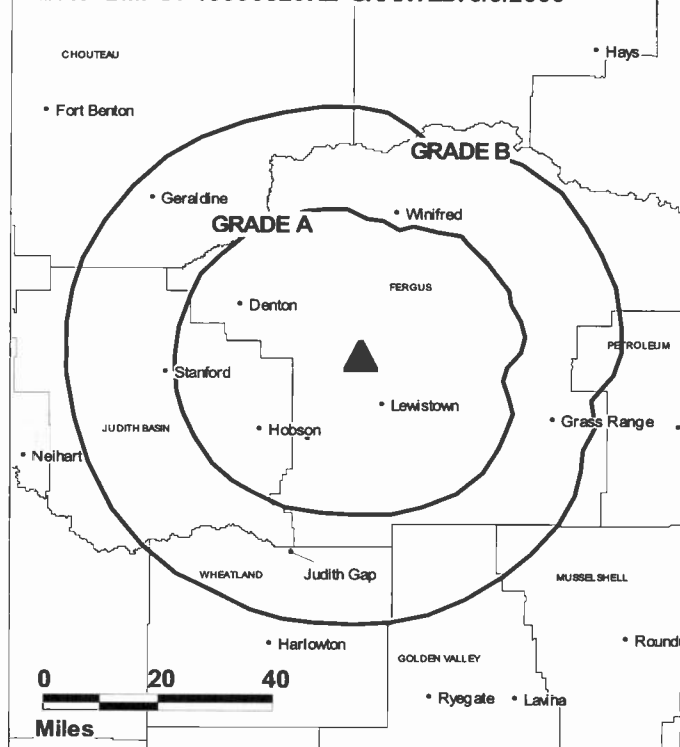 CHOUTEAU
Hays
Fort Benton
GRADE B
Geraldine
GRADE A
Winifred
FERGUS
Denton
PETROLEUM
Stanford
Lewistown
Grass Range
JUDITH BASIN
Hobson
Neihart
WHEATLAND
Judith Gap
MUSSELSHELL
Harlowton
Roundu
GOLDEN VALLEY
0 20 40
Ryegate
Lavina
Miles